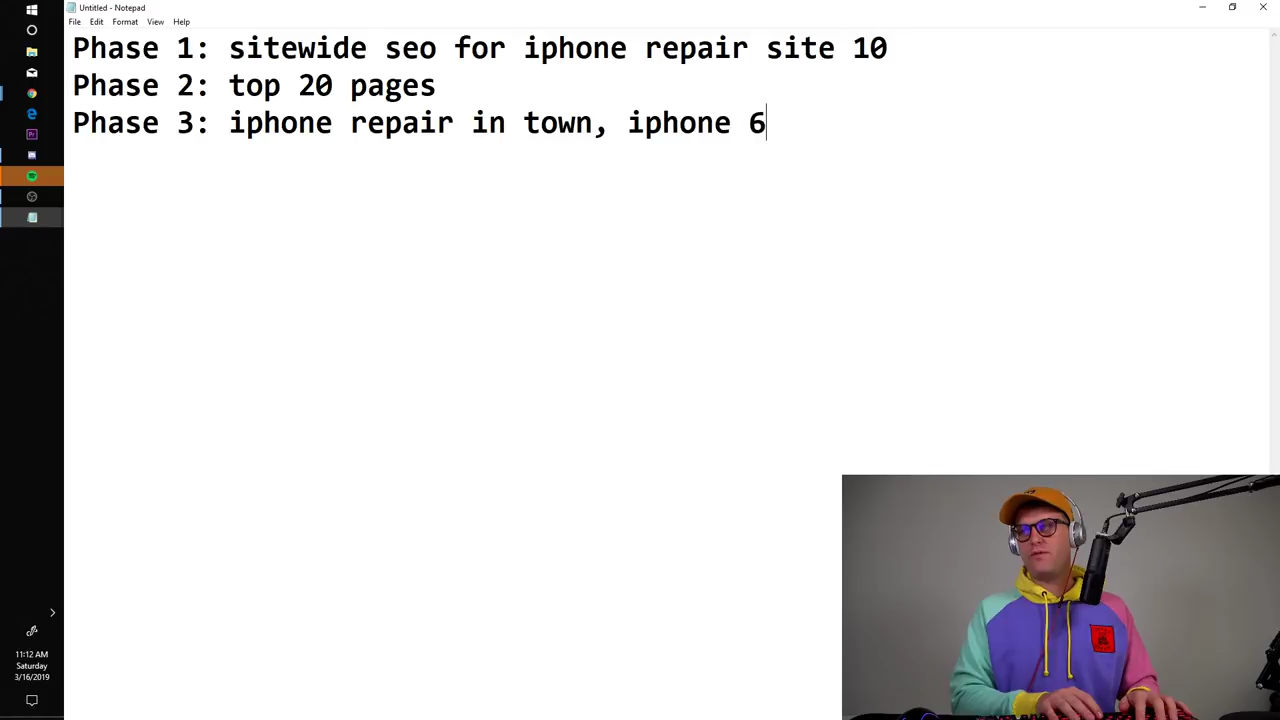 Untitled - Notepad
File Edit Format View Help
Phase 1: sitewide seo for iphone repair site 10
Phase 2: top 20 pages
Phase 3: iphone repair in town, iphone 6
11:12 AM
Saturday
3/16/2019